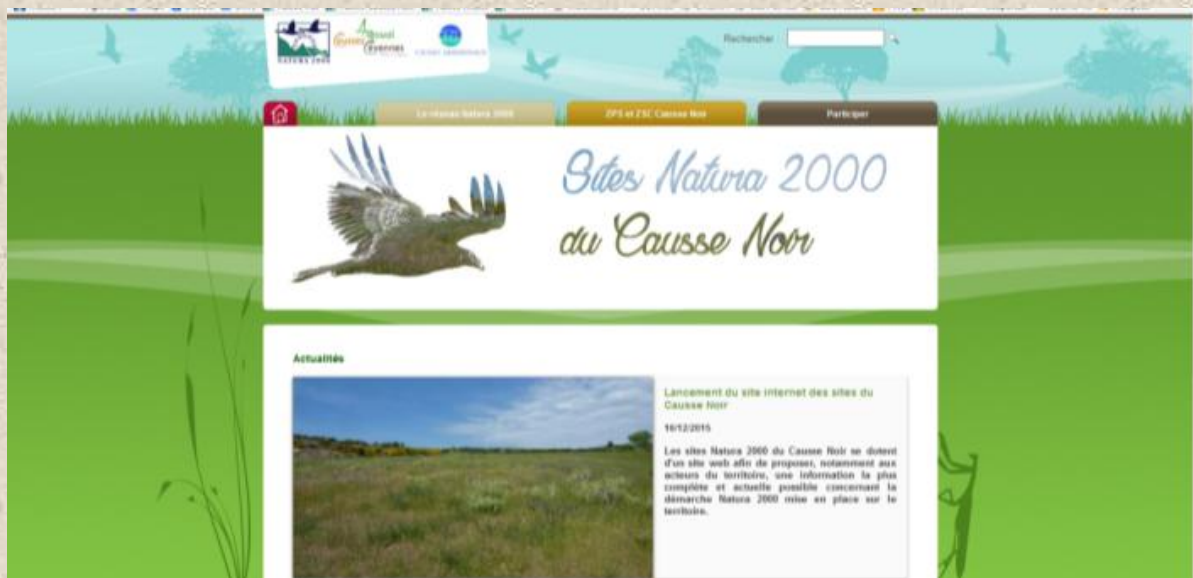 NATURA 2000
Rechercher
Le réseau Natura 2000
ZPS et ZSC Causse Noir
Participer
Sites Natura 2000
du Causse Noir
Actualités
Lancement du site internet des sites du
Causse Noir
16/12/2015
Les sites Natura 2000 du Causse Noir se dotent
d'un site web afin de proposer, notamment aux
acteurs du territoire, une information la plus
complète et actuelle possible concernant la
démarche Natura 2000 mise en place sur le
territoire.